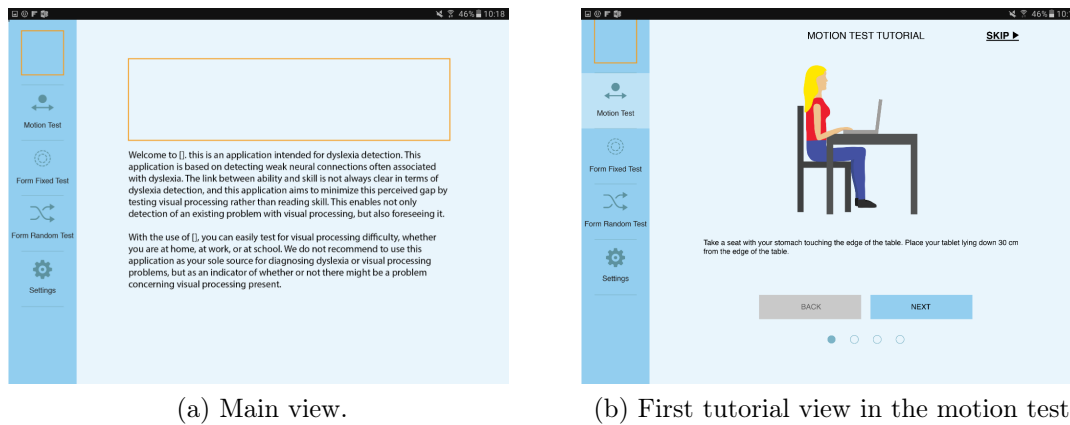 46% 10:18
Motion Test
Form Fixed Test
Form Random Test
Settings
Welcome to [], this is an application intended for dyslexia detection. This
application is based on detecting weak neural connections often associated
with dyslexia. The link between ability and skill is not always clear in terms of
dyslexia detection, and this application aims to minimize this perceived gap by
testing visual processing rather than reading skill. This enables not only
detection of an existing problem with visual processing, but also foreseeing it.
With the use of [], you can easily test for visual processing difficulty, whether
you are at home, at work, or at school. We do not recommend to use this
application as your sole source for diagnosing dyslexia or visual processing
problems, but as an indicator of whether or not there might be a problem
concerning visual processing present.
(a) Main view.
46% 10:
MOTION TEST TUTORIAL
SKIP
Motion Test
Form Fixed Test
Form Random Test
Settings
Take a seat with your stomach touching the edge of the table. Place your tablet lying down 30 cm
from the edge of the table.
BACK
NEXT
(b) First tutorial view in the motion test